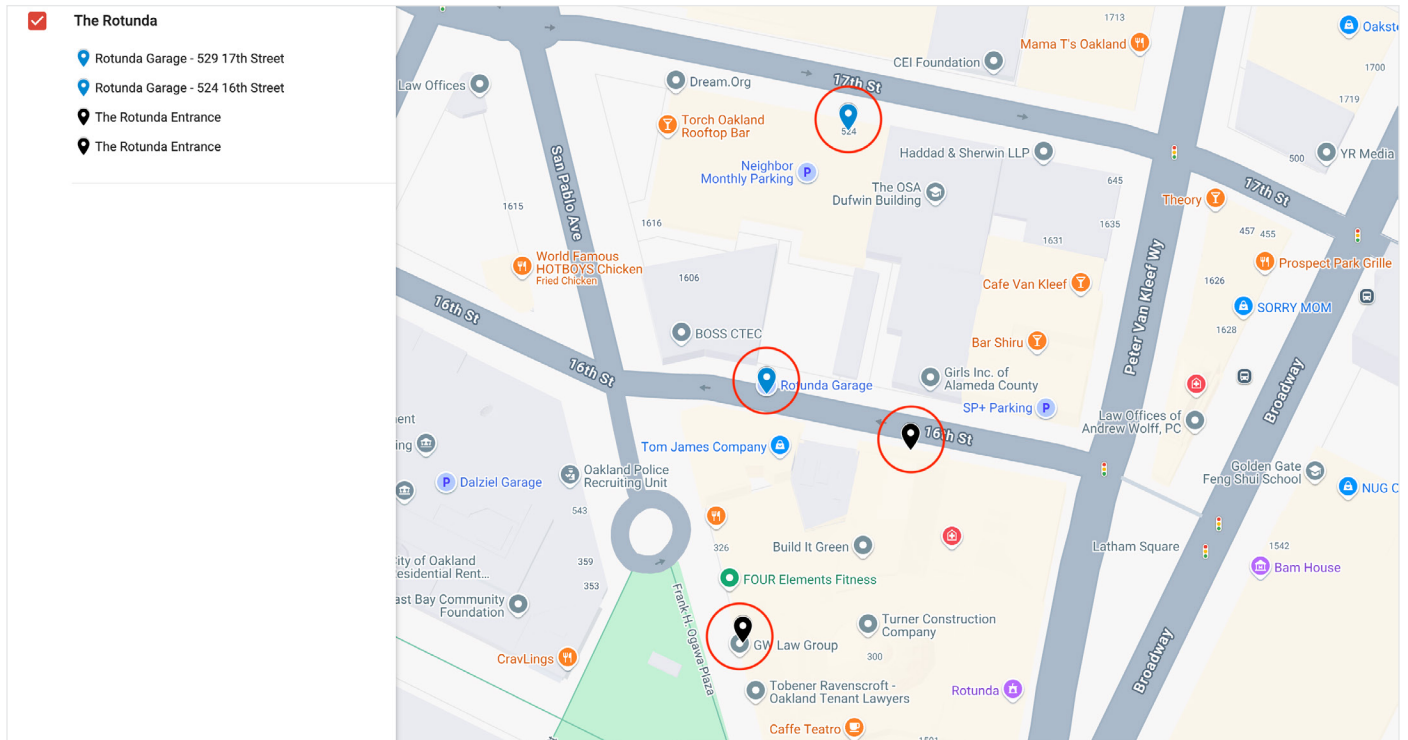 The Rotunda
Rotunda Garage - 529 17th Street
Rotunda Garage - 524 16th Street
The Rotunda Entrance
The Rotunda Entrance
1713
Oakst
Mama T's Oakland
CEI Foundation
1700
Law Offices
Dream.Org
17th St
1719
Torch Oakland
Rooftop Bar
524
Haddad & Sherwin LLP
500
YR Media
Neighbor
Monthly Parking
San Pablo Ave
The OSA
Dufwin Building
645
17th St
Theory
1615
1616
1635
1631
457
455
World Famous
HOTBOYS Chicken
Fried Chicken
Prospect Park Grille
1606
Cafe Van Kleef
Peter Van Kleef Wy
1626
SORRY MOM
16th St
BOSS CTEC
Bar Shiru
1628
16th St
Rotunda Garage
Girls Inc. of
Alameda County
Broadway
SP+ Parking
Law Offices of
Andrew Wolff, PC
ent
ing
16th St
Tom James Company
Dalziel Garage
Oakland Police
Recruiting Unit
Golden Gate
Feng Shui School
NUG C
543
326
Build It Green
Latham Square
1542
ity of Oakland
esidential Rent...
359
353
FOUR Elements Fitness
Bam House
ast Bay Community
Foundation
Frank H. Ogawa Plaza
Turner Construction
Company
GW Law Group
300
CravLings
Broadway
Tobener Ravenscroft -
Oakland Tenant Lawyers
Rotunda
Caffe Teatro